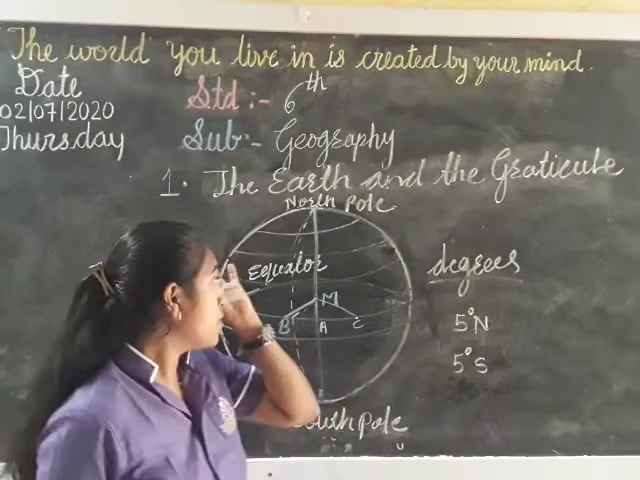 The world you live in is created by your mind.
Date
02/07/2020
Thursday
Std :- 6th
Sub:- Geography
1. The Earth and the Graticule
North Pole
Equator
M
B A C
South Pole
degrees
5°N
5°S